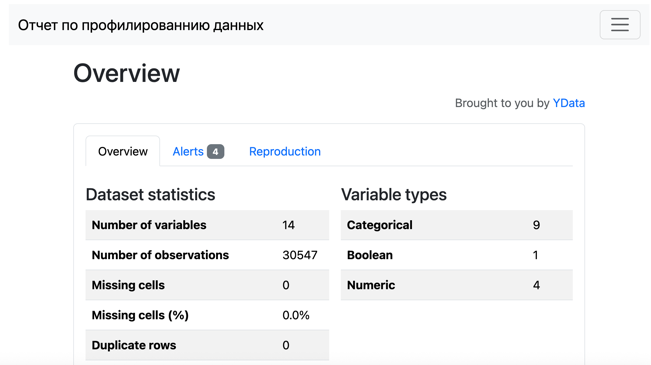 Отчет по профилированнию данных
Overview
Brought to you by YData
Overview Alerts 4 Reproduction
Dataset statistics
Number of variables 14
Number of observations 30547
Missing cells 0
Missing cells (%) 0.0%
Duplicate rows 0
Variable types
Categorical 9
Boolean 1
Numeric 4